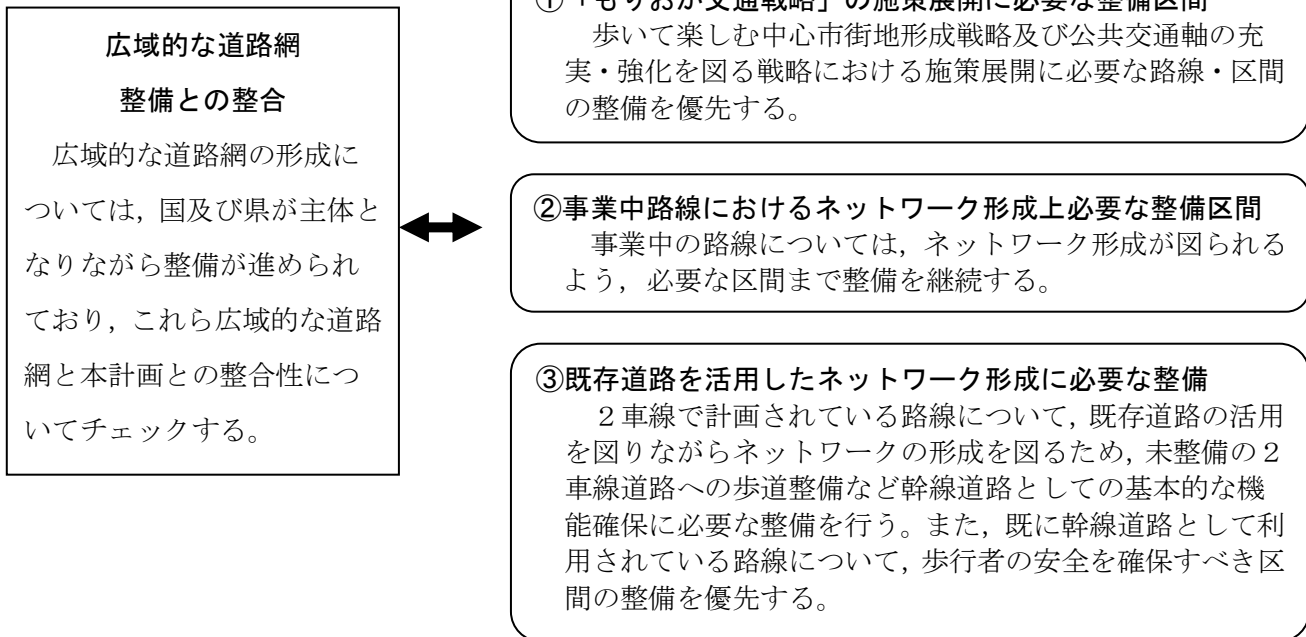 広域的な道路網
整備との整合
広域的な道路網の形成に
ついては，国及び県が主体と
なりながら整備が進められ
ており，これら広域的な道路
網と本計画との整合性につ
いてチェックする。
①「もりおか交通戦略」の施策展開に必要な整備区間
歩いて楽しむ中心市街地形成戦略及び公共交通軸の充
実・強化を図る戦略における施策展開に必要な路線・区間
の整備を優先する。
②事業中路線におけるネットワーク形成上必要な整備区間
事業中の路線については，ネットワーク形成が図られる
よう，必要な区間まで整備を継続する。
③既存道路を活用したネットワーク形成に必要な整備
２車線で計画されている路線について，既存道路の活用
を図りながらネットワークの形成を図るため，未整備の２
車線道路への歩道整備など幹線道路としての基本的な機
能確保に必要な整備を行う。また，既に幹線道路として利
用されている路線について，歩行者の安全を確保すべき区
間の整備を優先する。